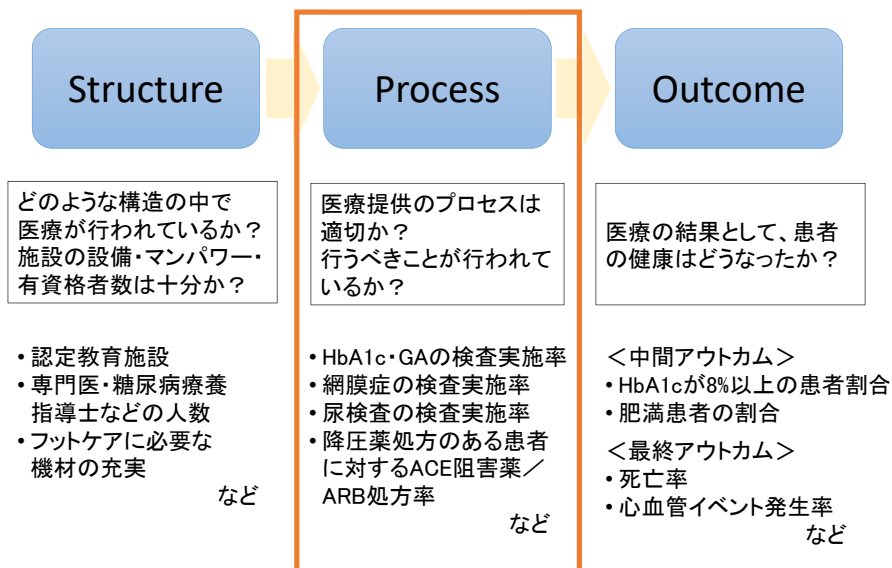 Structure
Process
Outcome
どのような構造の中で
医療が行われているか？
施設の設備・マンパワー・
有資格者数は十分か？
医療提供のプロセスは
適切か？
行うべきことが行われて
いるか？
医療の結果として、患者
の健康はどうなったか？
・認定教育施設
・専門医・糖尿病療養
指導士などの人数
・フットケアに必要な
機材の充実
など
・HbA1c・GAの検査実施率
・網膜症の検査実施率
・尿検査の検査実施率
・降圧薬処方のある患者
に対するACE阻害薬／
ARB処方率
など
＜中間アウトカム＞
・HbA1cが8%以上の患者割合
・肥満患者の割合
＜最終アウトカム＞
・死亡率
・心血管イベント発生率
など